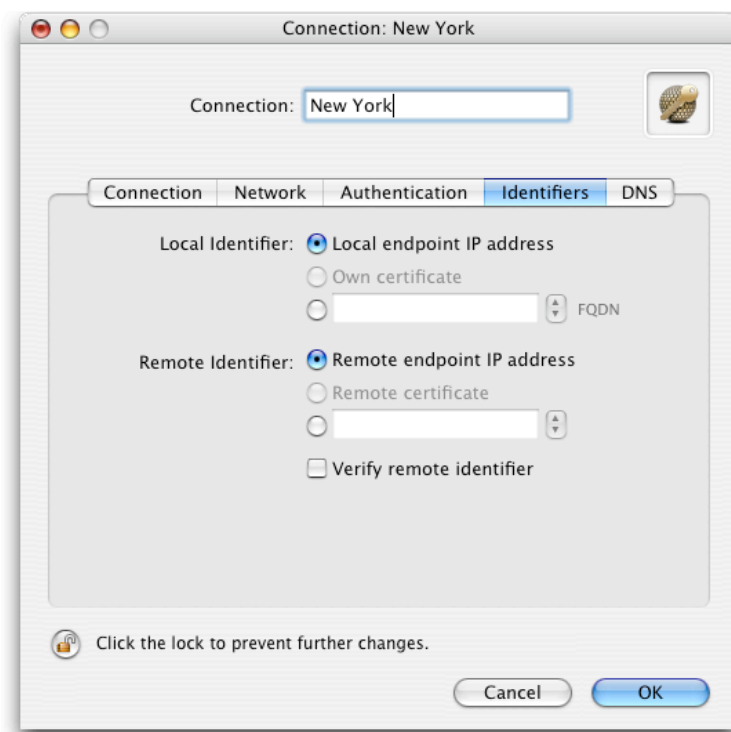 Connection: New York
Connection: New York
Connection Network Authentication Identifiers DNS
Local Identifier: Local endpoint IP address
Own certificate
FQDN
Remote Identifier: Remote endpoint IP address
Remote certificate
Verify remote identifier
Click the lock to prevent further changes.
Cancel OK